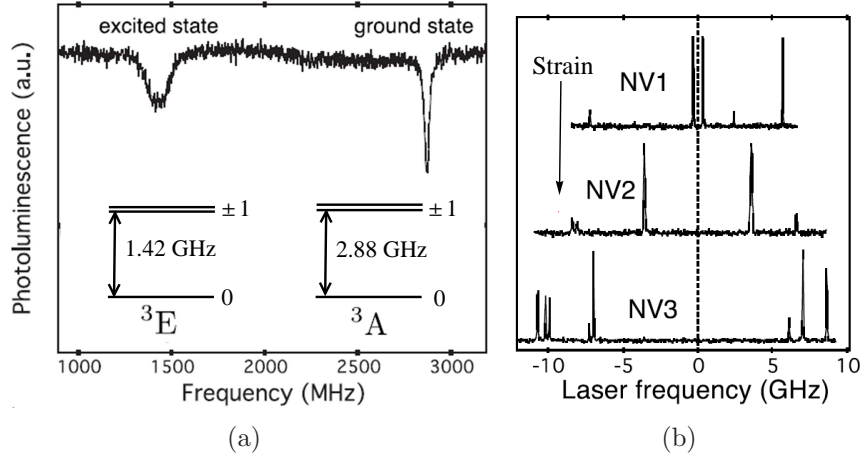 excited state
ground state
Photoluminescence (a.u.)
± 1
1.42 GHz
0
³E
± 1
2.88 GHz
0
³A
1000
1500
2000
2500
3000
Frequency (MHz)
(a)
Strain
NV1
NV2
NV3
-10
-5
0
5
10
Laser frequency (GHz)
(b)